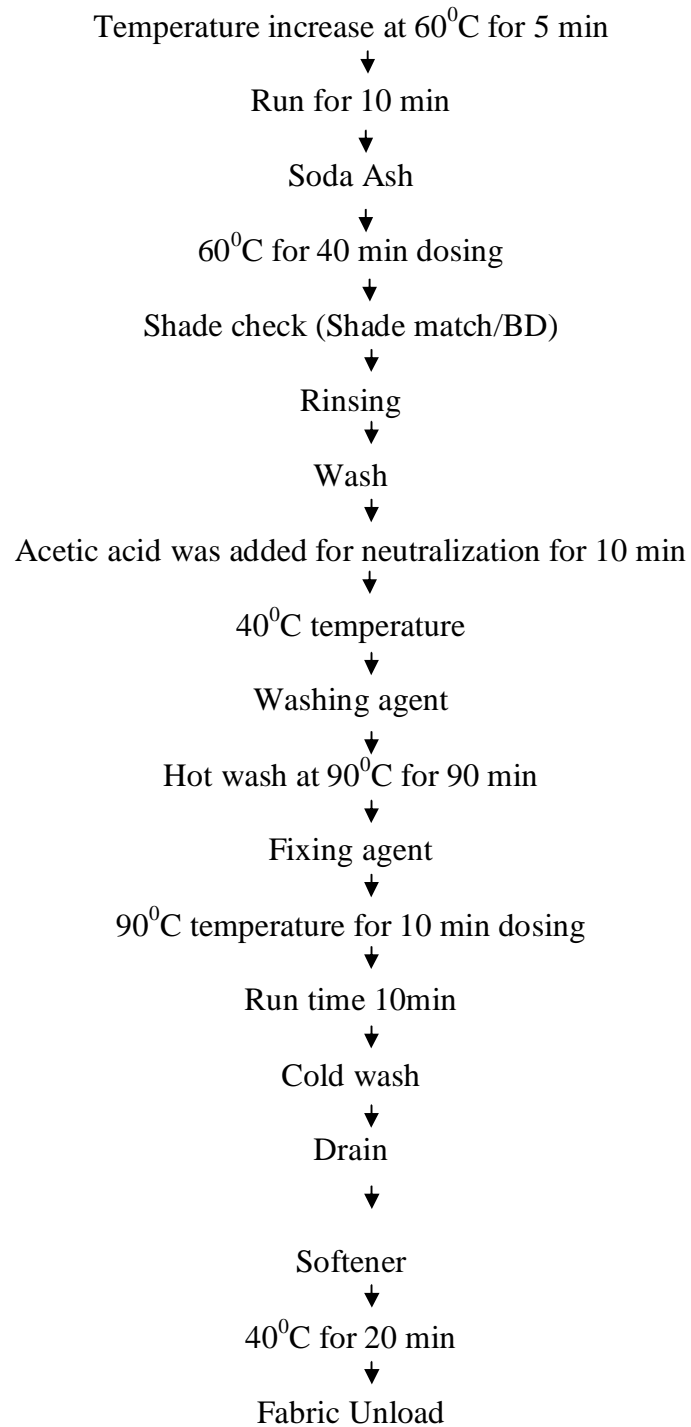 Temperature increase at 60⁰C for 5 min
Run for 10 min
Soda Ash
60⁰C for 40 min dosing
Shade check (Shade match/BD)
Rinsing
Wash
Acetic acid was added for neutralization for 10 min
40⁰C temperature
Washing agent
Hot wash at 90⁰C for 90 min
Fixing agent
90⁰C temperature for 10 min dosing
Run time 10min
Cold wash
Drain
Softener
40⁰C for 20 min
Fabric Unload